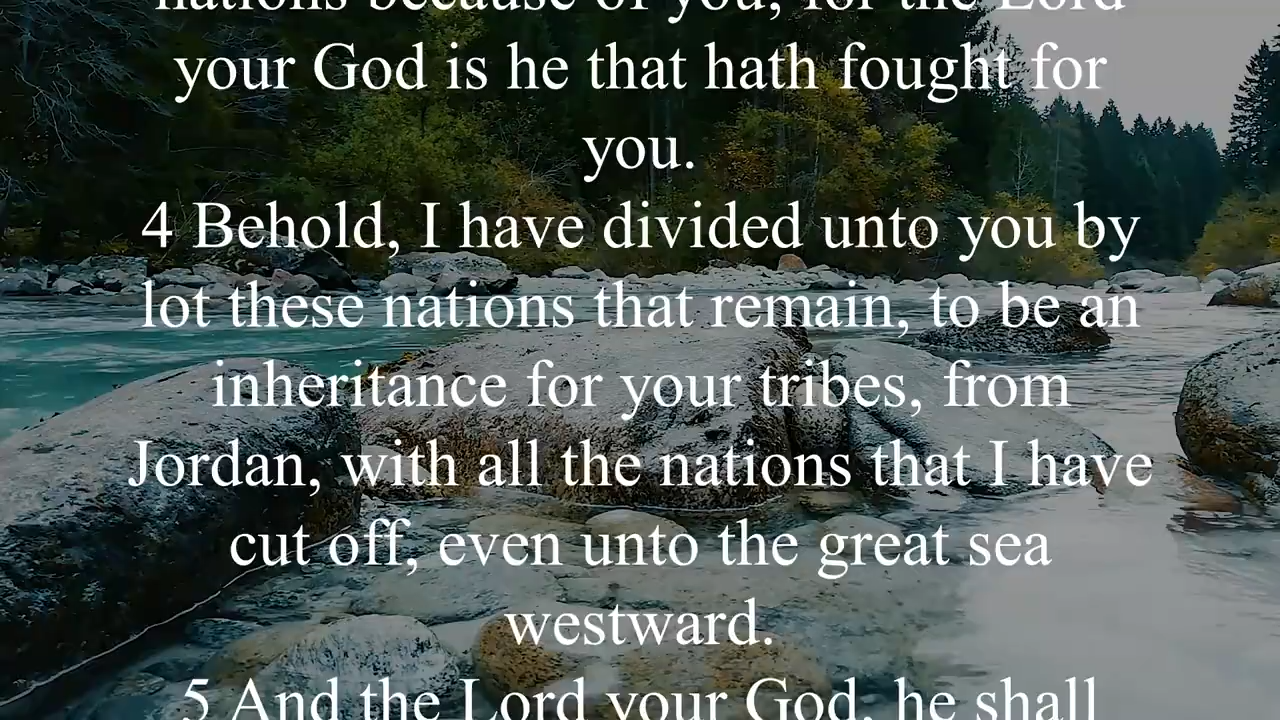 nations because of you; for the Lord
your God is he that hath fought for
you.
4 Behold, I have divided unto you by
lot these nations that remain, to be an
inheritance for your tribes, from
Jordan, with all the nations that I have
cut off, even unto the great sea
westward.
5 And the Lord your God, he shall